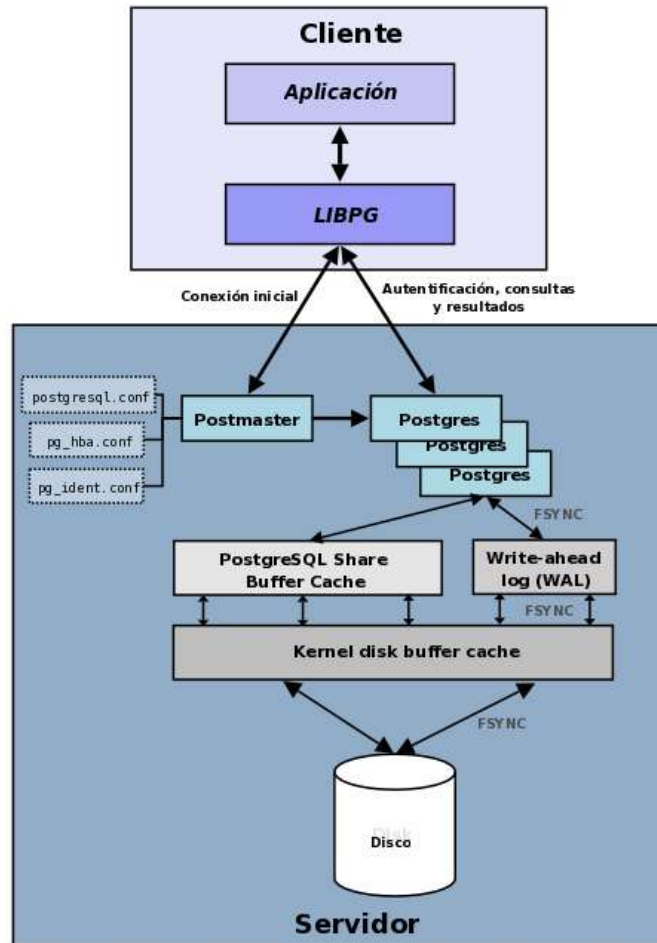 Cliente
Aplicación
LIBPG
Conexión inicial
Autentificación, consultas
y resultados
postgresql.conf
pg_hba.conf
pg_ident.conf
Postmaster
Postgres
Postgres
Postgres
FSYNC
PostgreSQL Share
Buffer Cache
Write-ahead
log (WAL)
FSYNC
Kernel disk buffer cache
FSYNC
Disk
Disco
Servidor